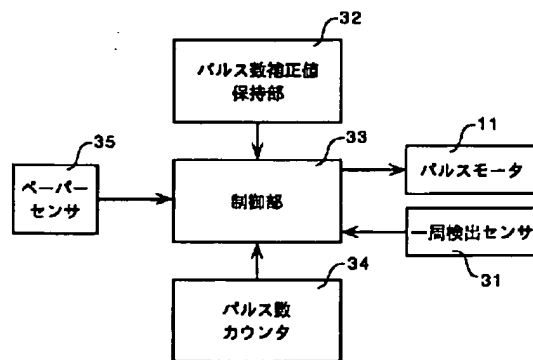 32
パルス数補正値
保持部
35
33
11
ペーパー
センサ
制御部
パルスモータ
一周検出センサ
34
31
パルス数
カウンタ